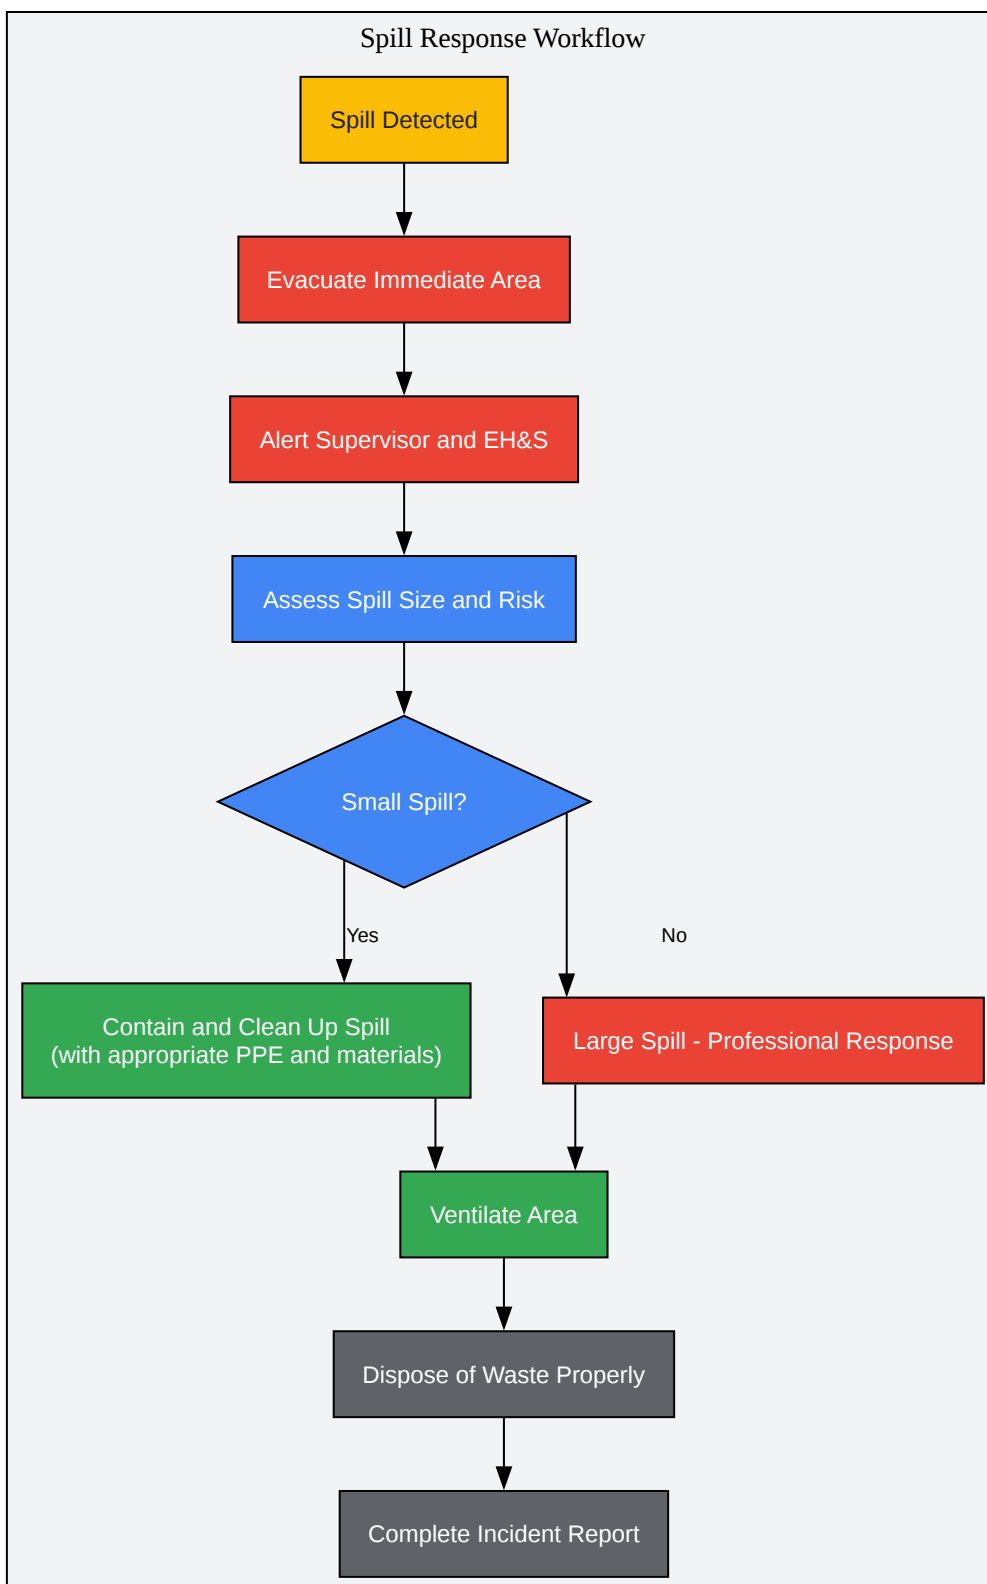 Spill Response Workflow
Spill Detected
Evacuate Immediate Area
Alert Supervisor and EH&S
Assess Spill Size and Risk
Small Spill?
Yes
No
Contain and Clean Up Spill
(with appropriate PPE and materials)
Large Spill - Professional Response
Ventilate Area
Dispose of Waste Properly
Complete Incident Report